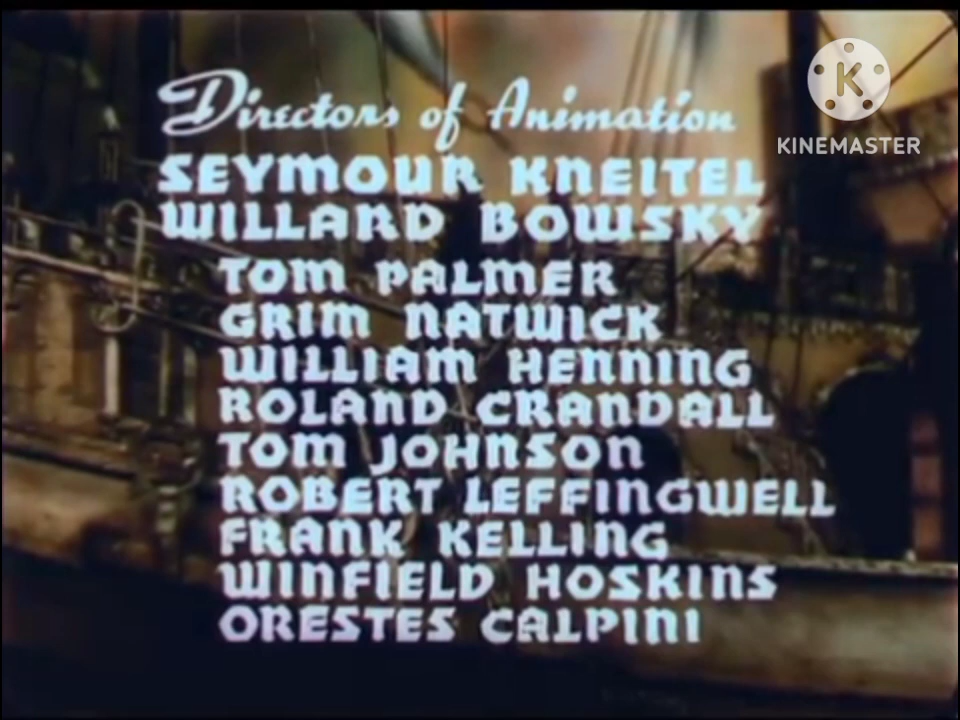 Directors of Animation
SEYMOUR KNEITEL
WILLARD BOWSKY
TOM PALMER
GRIM NATWICK
WILLIAM HENNING
ROLAND CRANDALL
TOM JOHNSON
ROBERT LEFFINGWELL
FRANK KELLING
WINFIELD HOSKINS
ORESTES CALPINI
K
KINEMASTER